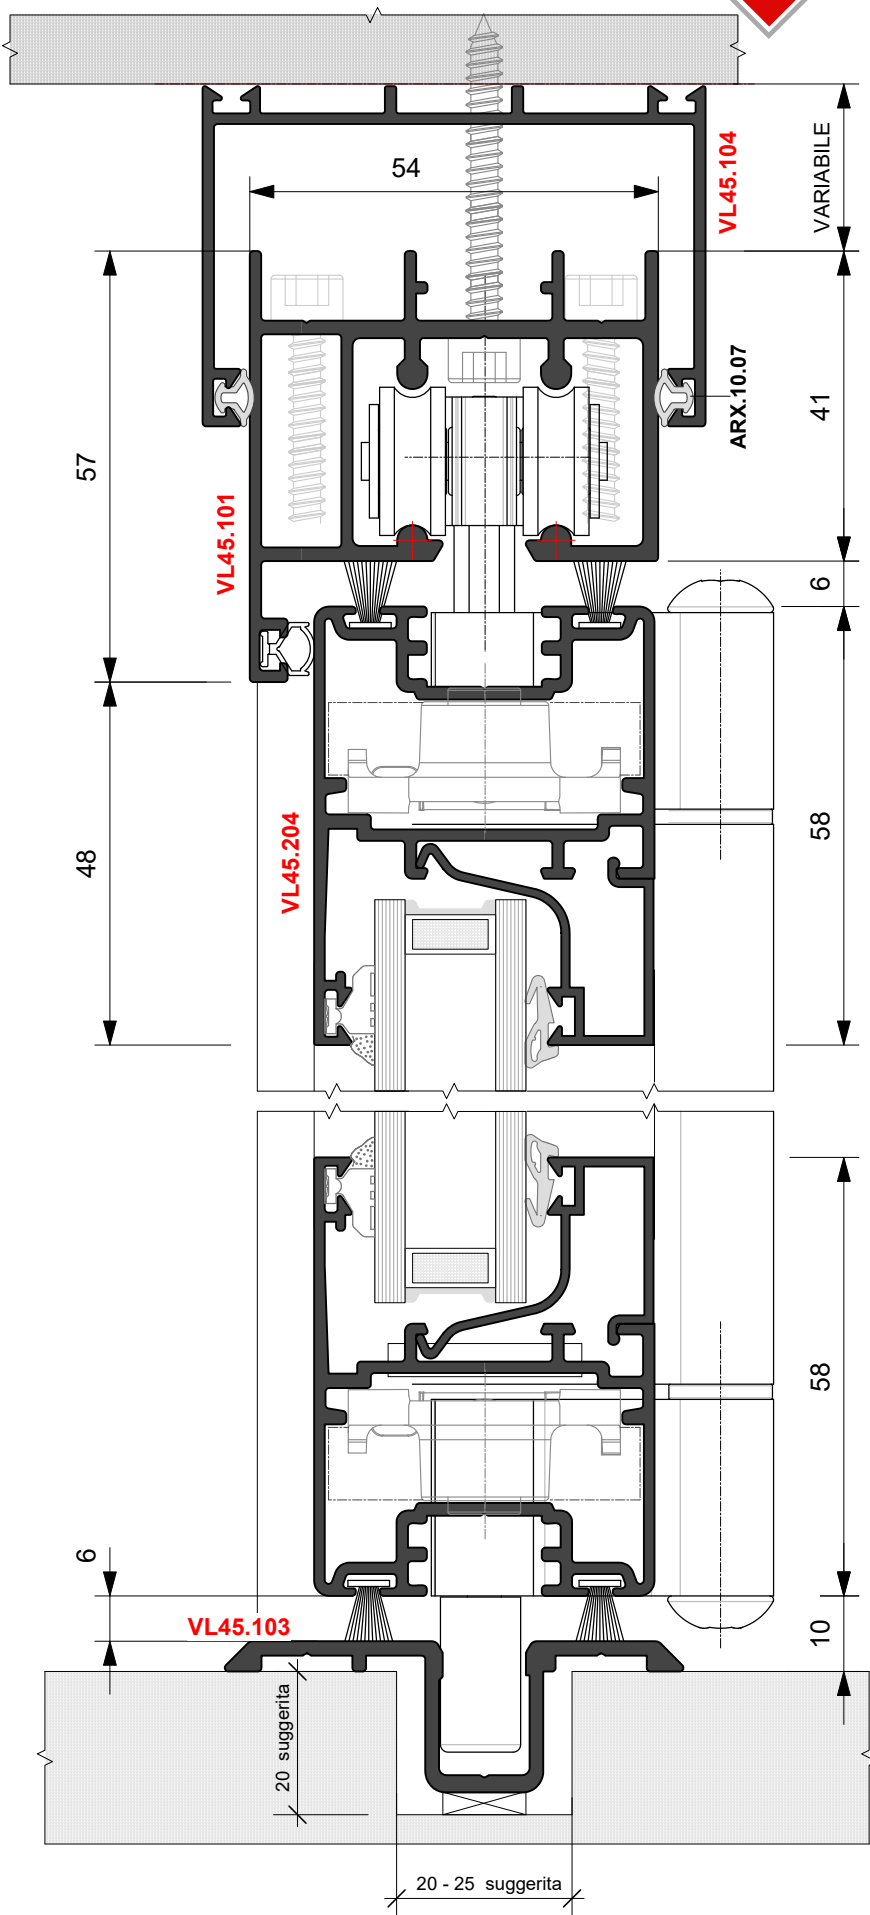 VARIABILE
VL45.104
54
57
41
ARX.10.07
VL45.101
6
48
58
VL45.204
58
6
VL45.103
10
20 suggerita
20 - 25 suggerita